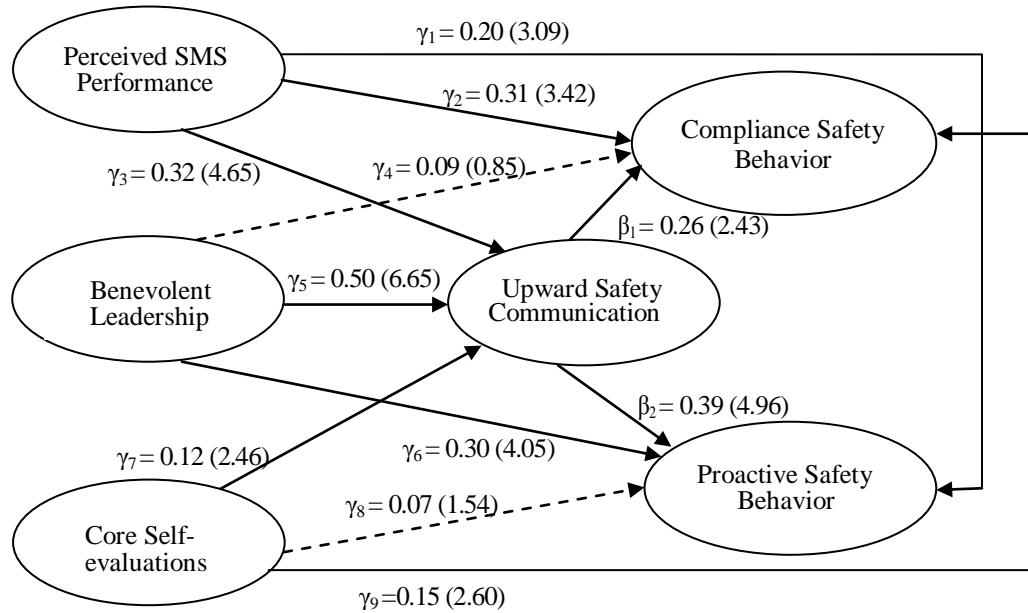 γ₁ = 0.20 (3.09)
Perceived SMS
Performance
γ₂ = 0.31 (3.42)
Compliance Safety
Behavior
γ₃ = 0.32 (4.65)
γ₄ = 0.09 (0.85)
β₁ = 0.26 (2.43)
Benevolent
Leadership
γ₅ = 0.50 (6.65)
Upward Safety
Communication
β₂ = 0.39 (4.96)
γ₆ = 0.30 (4.05)
γ₇ = 0.12 (2.46)
Proactive Safety
Behavior
γ₈ = 0.07 (1.54)
Core Self-
evaluations
γ₉ =0.15 (2.60)